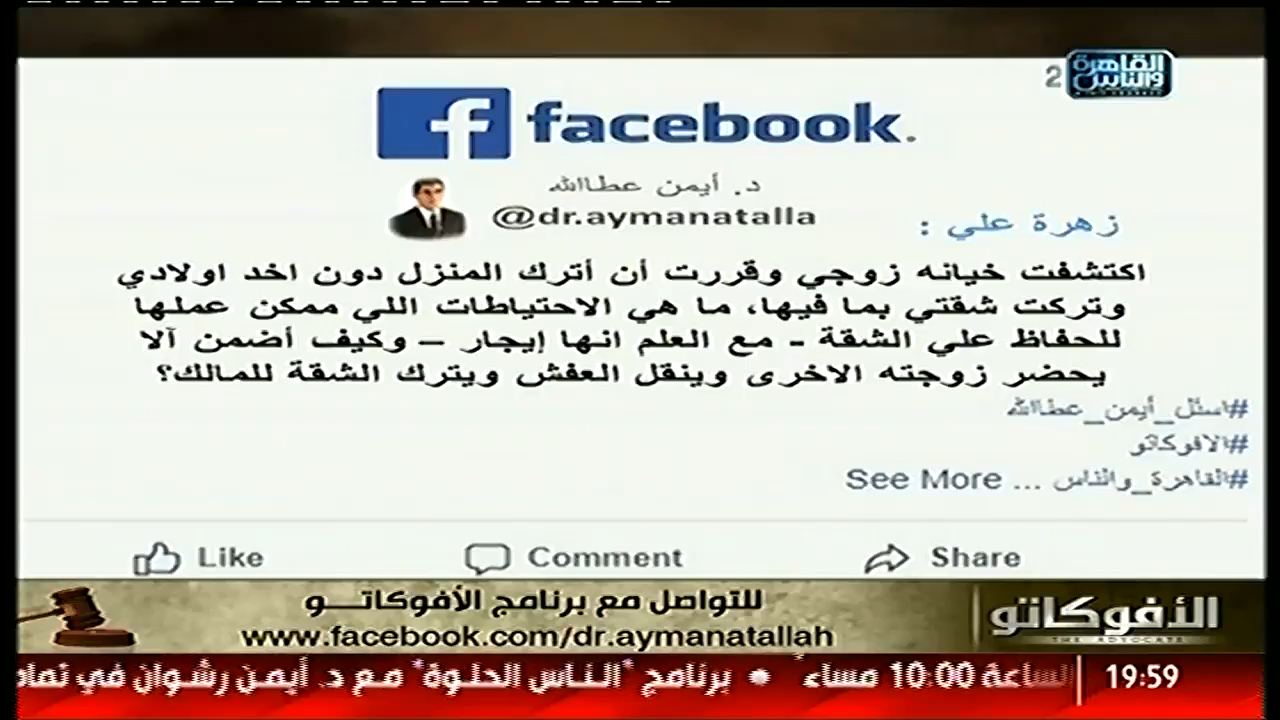 القاهرة
والناس
2
facebook.
د. أيمن عطاالله
@dr.aymanatalla
زهرة علي :
اكتشفت خيانه زوجي وقررت أن أترك المنزل دون اخد اولادي
وتركت شقتي بما فيها، ما هي الاحتياطات اللي ممكن عملها
للحفاظ علي الشقة - مع العلم انها إيجار – وكيف أضمن آلا
يحضر زوجته الاخرى وينقل العفش ويترك الشقة للمالك؟
#اسئل_أيمن_عطاالله
#الافوكاتو
#القاهرة_والناس ... See More
Like
Comment
Share
للتواصل مع برنامج الأفوكاتـــو
www.facebook.com/dr.aymanatallah
الأفوكاتو
THE ADVOCATE
19:59
الساعة 10:00 مساءً • برنامج "الناس الحلوة" مع د. أيمن رشوان في